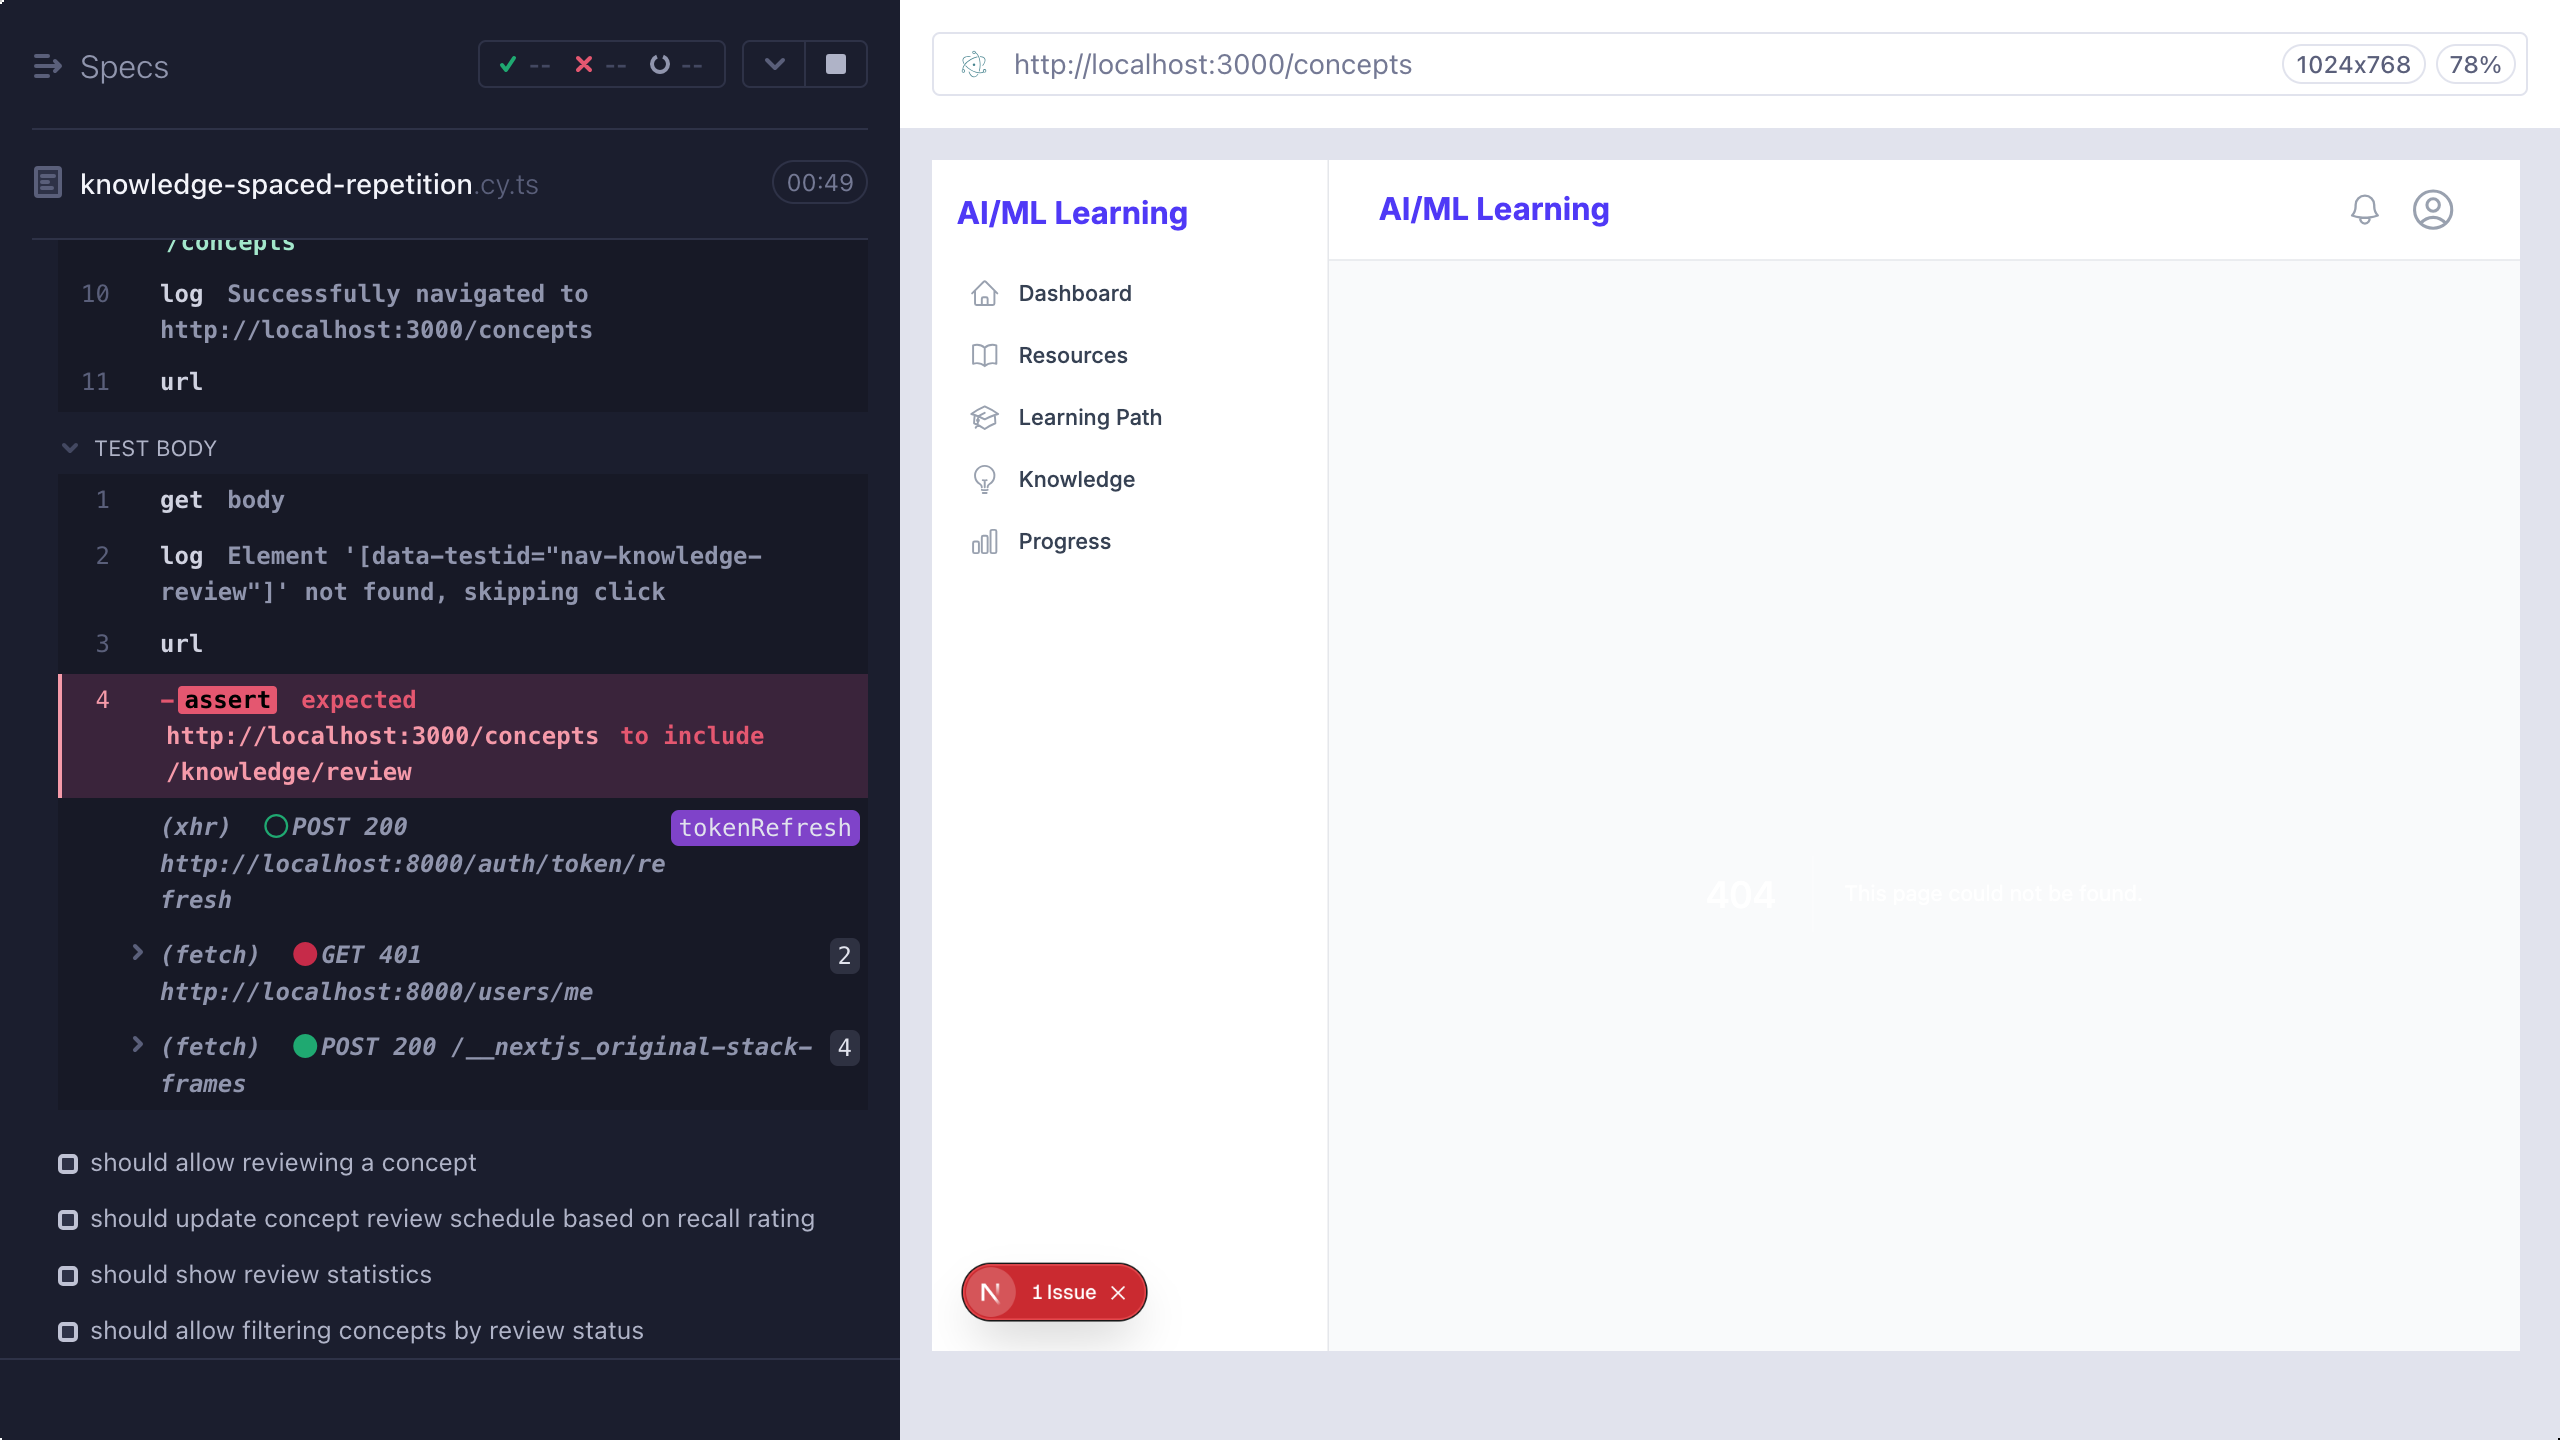 Specs
-- -- --
knowledge-spaced-repetition.cy.ts
00:49
/concepts
10 log Successfully navigated to
http://localhost:3000/concepts
11 url
TEST BODY
1 get body
2 log Element '[data-testid="nav-knowledge-
review"]' not found, skipping click
3 url
4 -assert expected
http://localhost:3000/concepts to include
/knowledge/review
(xhr) POST 200 tokenRefresh
http://localhost:8000/auth/token/re
fresh
(fetch) GET 401 2
http://localhost:8000/users/me
(fetch) POST 200 /__nextjs_original-stack- 4
frames
should allow reviewing a concept
should update concept review schedule based on recall rating
should show review statistics
should allow filtering concepts by review status
http://localhost:3000/concepts
1024x768
78%
AI/ML Learning
Dashboard
Resources
Learning Path
Knowledge
Progress
N 1 Issue
AI/ML Learning
404 This page could not be found.